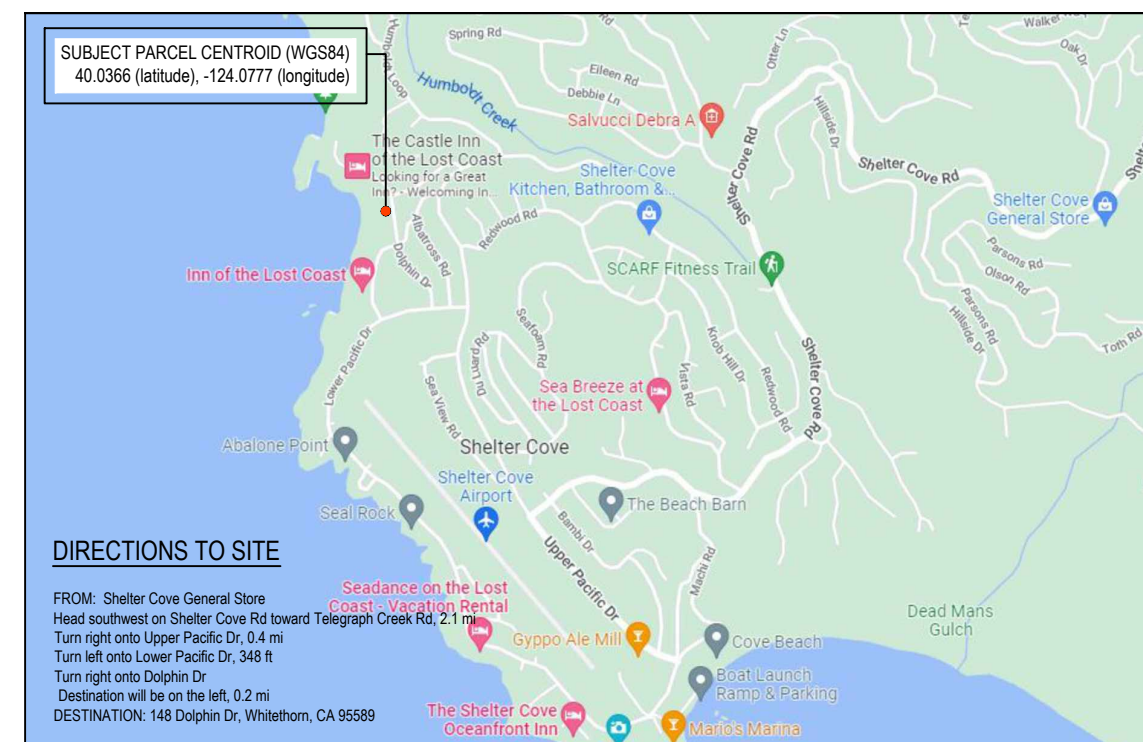 SUBJECT PARCEL CENTROID (WGS84)
40.0366 (latitude), -124.0777 (longitude)
Spring Rd
Rd
Otter Ln
Walker
Oak Dr
Humboldt Loop
Eileen Rd
Debbie Ln
Humboldt Creek
Salvucci Debra A
Hillside Dr
Shelter Cove Rd
Shelter Cove Rd
The Castle Inn
of the Lost Coast
Looking for a Great
Inn? - Welcoming In...
Shelter Cove
Kitchen, Bathroom &...
Shelter Cove
General Store
Albatross Rd
Redwood Rd
Dolphin Dr
Inn of the Lost Coast
SCARF Fitness Trail
Parsons Rd
Olson Rd
Parsons Rd
Hillside Dr
Toth Rd
Seafoam Rd
Lower Pacific Dr
Du Luard Rd
Sea View Rd
Knob Hill Dr
Shelter Cove Rd
Vista Rd
Redwood Rd
Sea Breeze at
the Lost Coast
Abalone Point
Shelter Cove
Shelter Cove
Airport
Seal Rock
The Beach Barn
Bambi Dr
Upper Pacific Dr
Machi Rd
DIRECTIONS TO SITE
FROM: Shelter Cove General Store
Head southwest on Shelter Cove Rd toward Telegraph Creek Rd, 2.1 mi
Turn right onto Upper Pacific Dr, 0.4 mi
Turn left onto Lower Pacific Dr, 348 ft
Turn right onto Dolphin Dr
Destination will be on the left, 0.2 mi
DESTINATION: 148 Dolphin Dr, Whitethorn, CA 95589
Seadance on the Lost
Coast - Vacation Rental
Gyppo Ale Mill
Cove Beach
Dead Mans
Gulch
Boat Launch
Ramp & Parking
The Shelter Cove
Oceanfront Inn
Mario's Marina